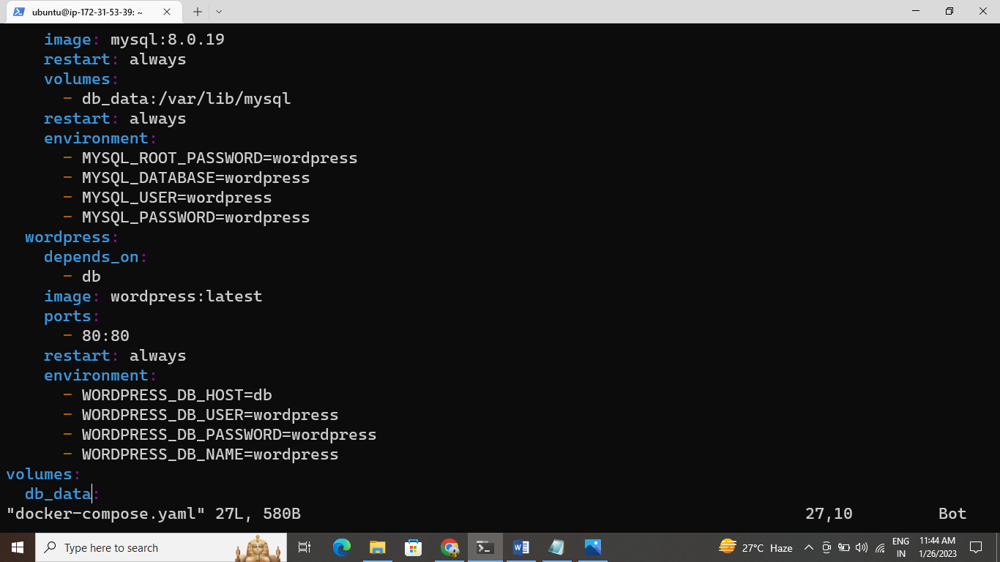 ubuntu@ip-172-31-53-39: ~
image: mysql:8.0.19
restart: always
volumes:
- db_data:/var/lib/mysql
restart: always
environment:
- MYSQL_ROOT_PASSWORD=wordpress
- MYSQL_DATABASE=wordpress
- MYSQL_USER=wordpress
- MYSQL_PASSWORD=wordpress
wordpress:
depends_on:
- db
image: wordpress:latest
ports:
- 80:80
restart: always
environment:
- WORDPRESS_DB_HOST=db
- WORDPRESS_DB_USER=wordpress
- WORDPRESS_DB_PASSWORD=wordpress
- WORDPRESS_DB_NAME=wordpress
volumes:
db_data:
"docker-compose.yaml" 27L, 580B 27,10 Bot
Type here to search
27°C Haze
ENG
IN
11:44 AM
1/26/2023